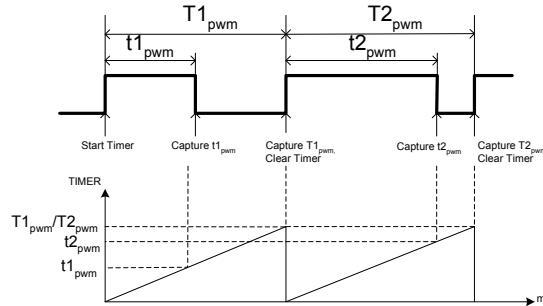 T1pwm T2pwm
t1pwm t2pwm
Start Timer Capture t1pwm Capture T1pwm, Capture t2pwm Capture T2pwm
Clear Timer Clear Timer
TIMER
T1pwm/T2pwm
t2pwm
t1pwm